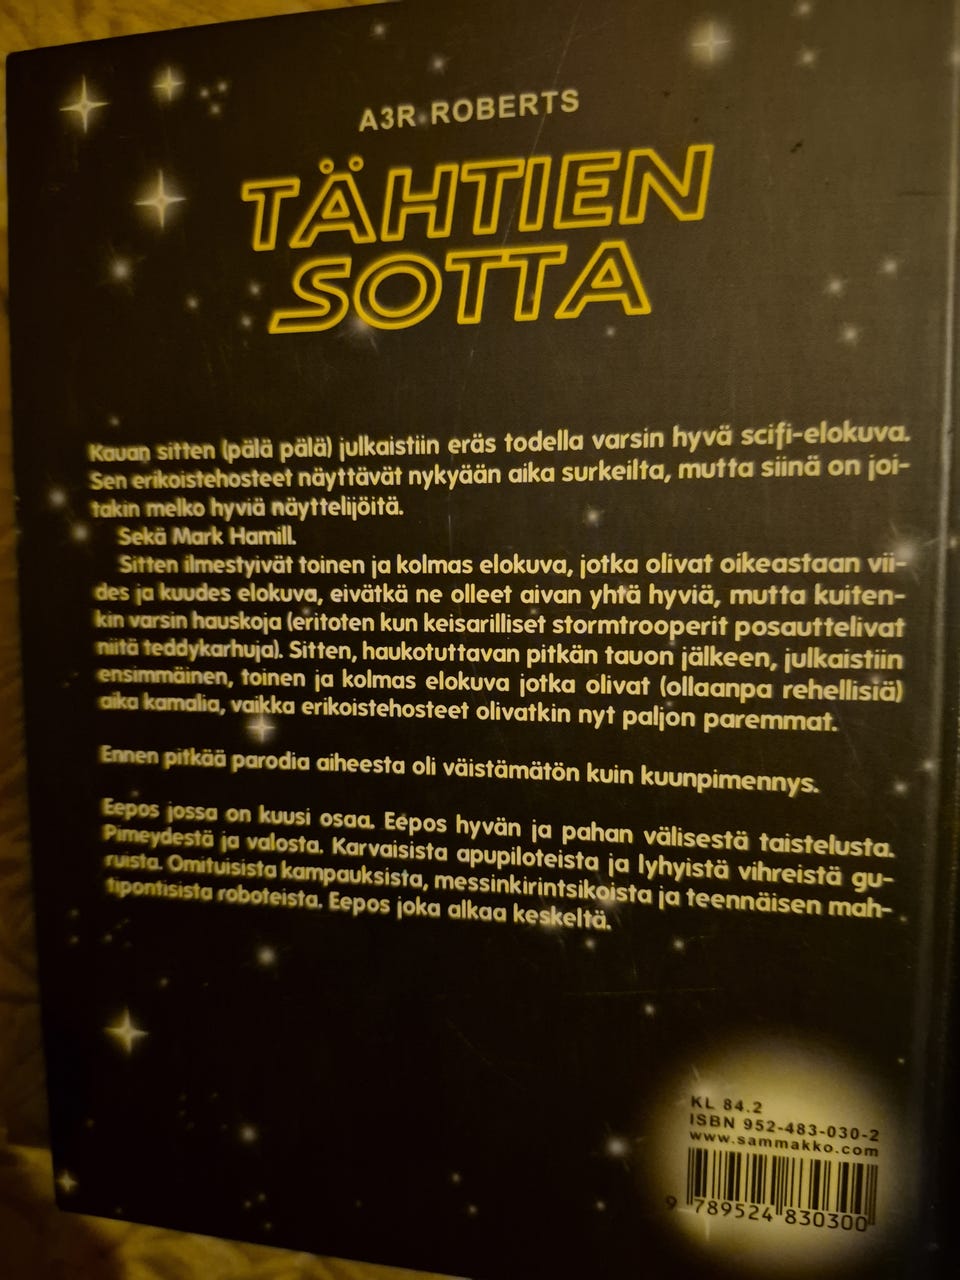 A3R ROBERTS
TÄHTIEN
SOTTA
Kauan sitten (pälä pälä) julkaistiin eräs todella varsin hyvä scifi-elokuva.
Sen erikoistehosteet näyttävät nykyään aika surkeilta, mutta siinä on joi-
takin melko hyviä näyttelijöitä.
Sekä Mark Hamill.
Sitten ilmestyivät toinen ja kolmas elokuva, jotka olivat oikeastaan vii-
des ja kuudes elokuva, eivätkä ne olleet aivan yhtä hyviä, mutta kuiten-
kin varsin hauskoja (eritoten kun keisarilliset stormtrooperit posauttelivat
niitä teddykarhuja). Sitten, haukotuttavan pitkän tauon jälkeen, julkaistiin
ensimmäinen, toinen ja kolmas elokuva jotka olivat (ollaanpa rehellisiä)
aika kamalia, vaikka erikoistehosteet olivatkin nyt paljon paremmat.
Ennen pitkää parodia aiheesta oli väistämätön kuin kuunpimennys.
Eepos jossa on kuusi osaa. Eepos hyvän ja pahan välisestä taistelusta.
Pimeydestä ja valosta. Karvaisista apupiloteista ja lyhyistä vihreistä gu-
ruista. Omituisista kampauksista, messinkirintsikoista ja teennäisen mah-
tipontisista roboteista. Eepos joka alkaa keskeltä.
KL 84.2
ISBN 952-483-030-2
www.sammakko.com
9 789524 830300